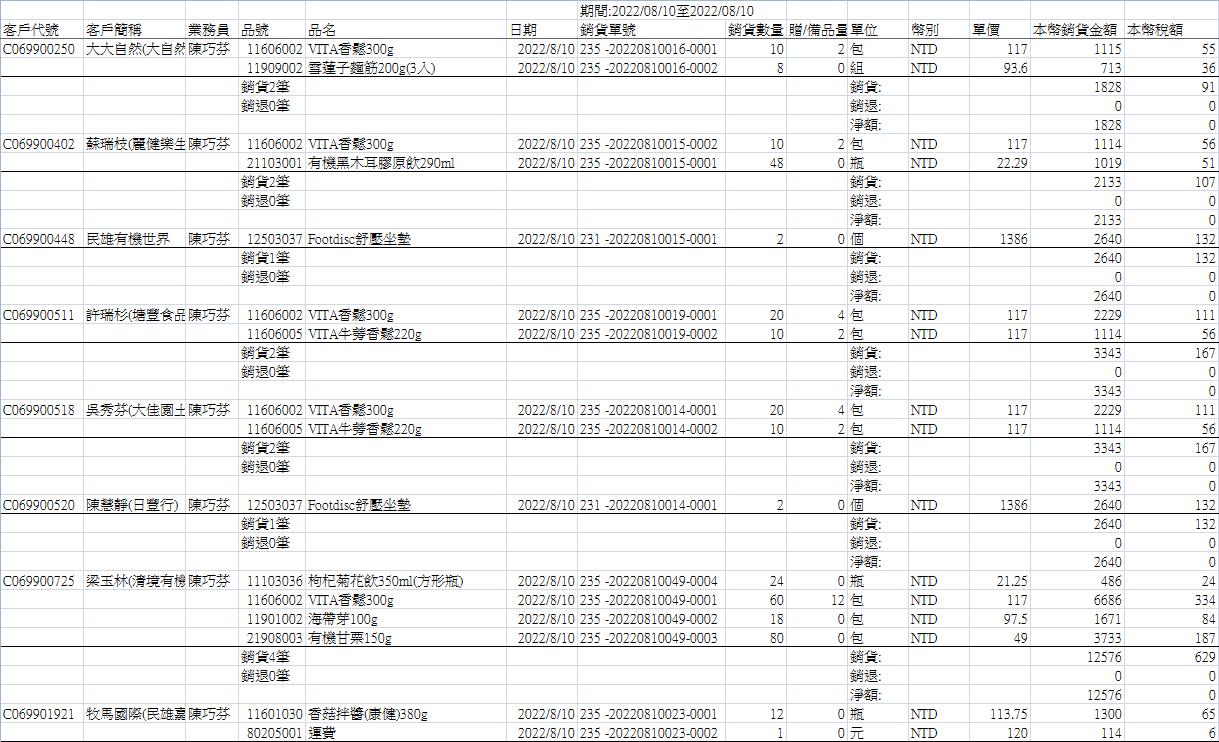 期間:2022/08/10至2022/08/10
客戶代號 客戶簡稱 業務員 品號 品名 日期 銷貨單號 銷貨數量 贈/備品量 單位 幣別 單價 本幣銷貨金額 本幣稅額
C069900250 大大自然(大自然 陳巧芬 11606002 VITA香鬆300g 2022/8/10 235 -20220810016-0001 10 2 包 NTD 117 1115 55
11909002 雪蓮子麵筋200g(3入) 2022/8/10 235 -20220810016-0002 8 0 組 NTD 93.6 713 36
銷貨2筆 銷貨: 1828 91
銷退0筆 銷退: 0 0
淨額: 1828 0
C069900402 蘇瑞枝(麗健樂生 陳巧芬 11606002 VITA香鬆300g 2022/8/10 235 -20220810015-0002 10 2 包 NTD 117 1114 56
21103001 有機黑木耳膠原飲290ml 2022/8/10 235 -20220810015-0001 48 0 瓶 NTD 22.29 1019 51
銷貨2筆 銷貨: 2133 107
銷退0筆 銷退: 0 0
淨額: 2133 0
C069900448 民雄有機世界 陳巧芬 12503037 Footdisc舒壓坐墊 2022/8/10 231 -20220810015-0001 2 0 個 NTD 1386 2640 132
銷貨1筆 銷貨: 2640 132
銷退0筆 銷退: 0 0
淨額: 2640 0
C069900511 許瑞杉(塘豐食品 陳巧芬 11606002 VITA香鬆300g 2022/8/10 235 -20220810019-0001 20 4 包 NTD 117 2229 111
11606005 VITA牛蒡香鬆220g 2022/8/10 235 -20220810019-0002 10 2 包 NTD 117 1114 56
銷貨2筆 銷貨: 3343 167
銷退0筆 銷退: 0 0
淨額: 3343 0
C069900518 吳秀芬(大佳園土 陳巧芬 11606002 VITA香鬆300g 2022/8/10 235 -20220810014-0001 20 4 包 NTD 117 2229 111
11606005 VITA牛蒡香鬆220g 2022/8/10 235 -20220810014-0002 10 2 包 NTD 117 1114 56
銷貨2筆 銷貨: 3343 167
銷退0筆 銷退: 0 0
淨額: 3343 0
C069900520 陳慧靜(日豐行) 陳巧芬 12503037 Footdisc舒壓坐墊 2022/8/10 231 -20220810014-0001 2 0 個 NTD 1386 2640 132
銷貨1筆 銷貨: 2640 132
銷退0筆 銷退: 0 0
淨額: 2640 0
C069900725 梁玉林(清境有機 陳巧芬 11103036 枸杞菊花飲350ml(方形瓶) 2022/8/10 235 -20220810049-0004 24 0 瓶 NTD 21.25 486 24
11606002 VITA香鬆300g 2022/8/10 235 -20220810049-0001 60 12 包 NTD 117 6686 334
11901002 海帶芽100g 2022/8/10 235 -20220810049-0002 18 0 包 NTD 97.5 1671 84
21908003 有機甘栗150g 2022/8/10 235 -20220810049-0003 80 0 包 NTD 49 3733 187
銷貨4筆 銷貨: 12576 629
銷退0筆 銷退: 0 0
淨額: 12576 0
C069901921 牧馬國際(民雄嘉 陳巧芬 11601030 香菇拌醬(康健)380g 2022/8/10 235 -20220810023-0001 12 0 瓶 NTD 113.75 1300 65
80205001 運費 2022/8/10 235 -20220810023-0002 1 0 元 NTD 120 114 6